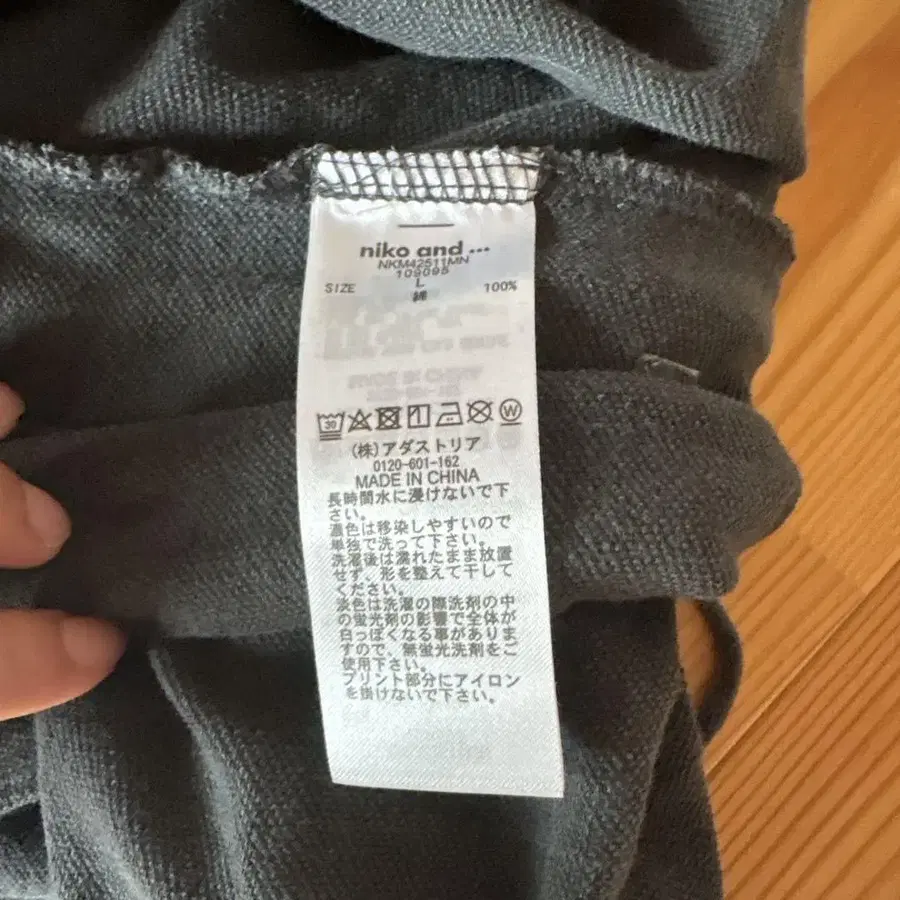 niko and ...
NKM42511MN
109095
SIZE L
綿 100%
30 1 W
(株)アダストリア
0120-601-162
MADE IN CHINA
長時間水に浸けないで下
さい。
濃色は移染しやすいので
単独で洗って下さい。
洗濯後は濡れたまま放置
せず、形を整えて干して
ください。
淡色は洗濯の際洗剤の中
の蛍光剤の影響で全体が
白っぽくなる事がありま
すので、無蛍光洗剤をご
使用下さい。
プリント部分にアイロン
を掛けないで下さい。